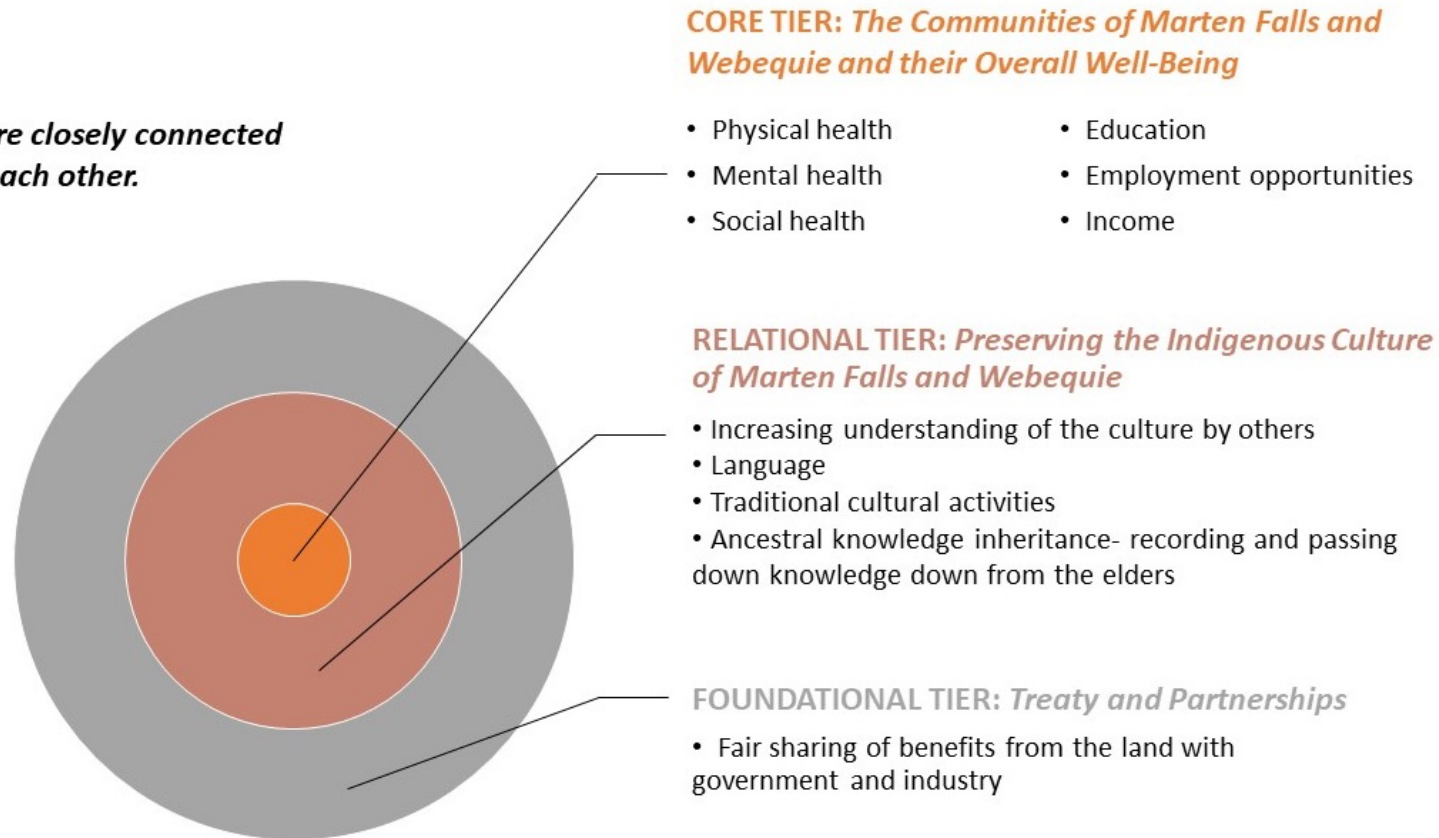 re closely connected
ach other.
CORE TIER: The Communities of Marten Falls and
Webequie and their Overall Well-Being
• Physical health
• Mental health
• Social health
• Education
• Employment opportunities
• Income
RELATIONAL TIER: Preserving the Indigenous Culture
of Marten Falls and Webequie
• Increasing understanding of the culture by others
• Language
• Traditional cultural activities
• Ancestral knowledge inheritance- recording and passing
down knowledge down from the elders
FOUNDATIONAL TIER: Treaty and Partnerships
• Fair sharing of benefits from the land with
government and industry